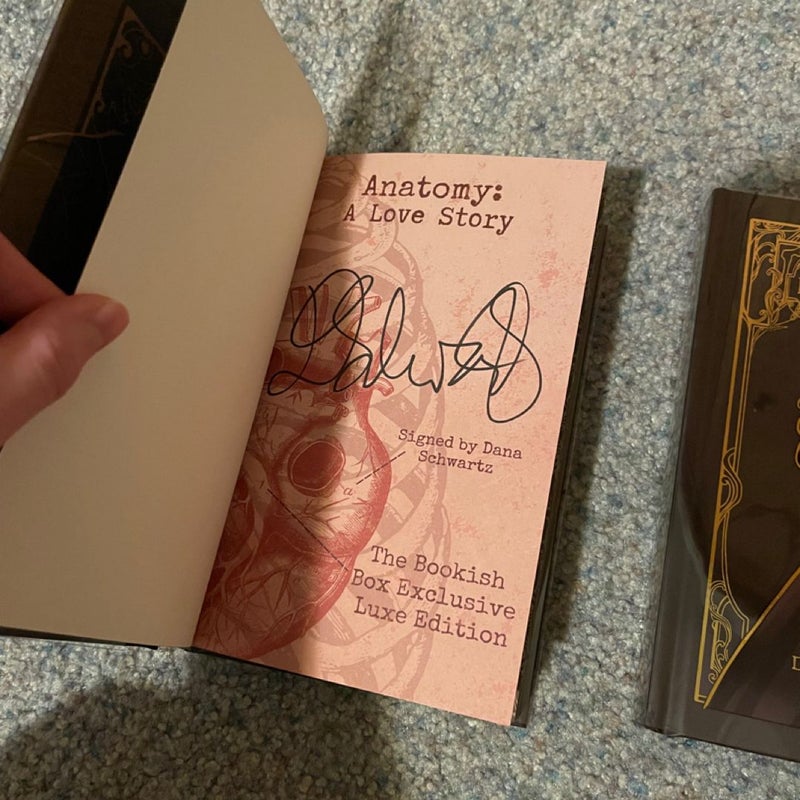 Anatomy:
A Love Story
Signed by Dana
Schwartz
a
The Bookish
Box Exclusive
Luxe Edition
D